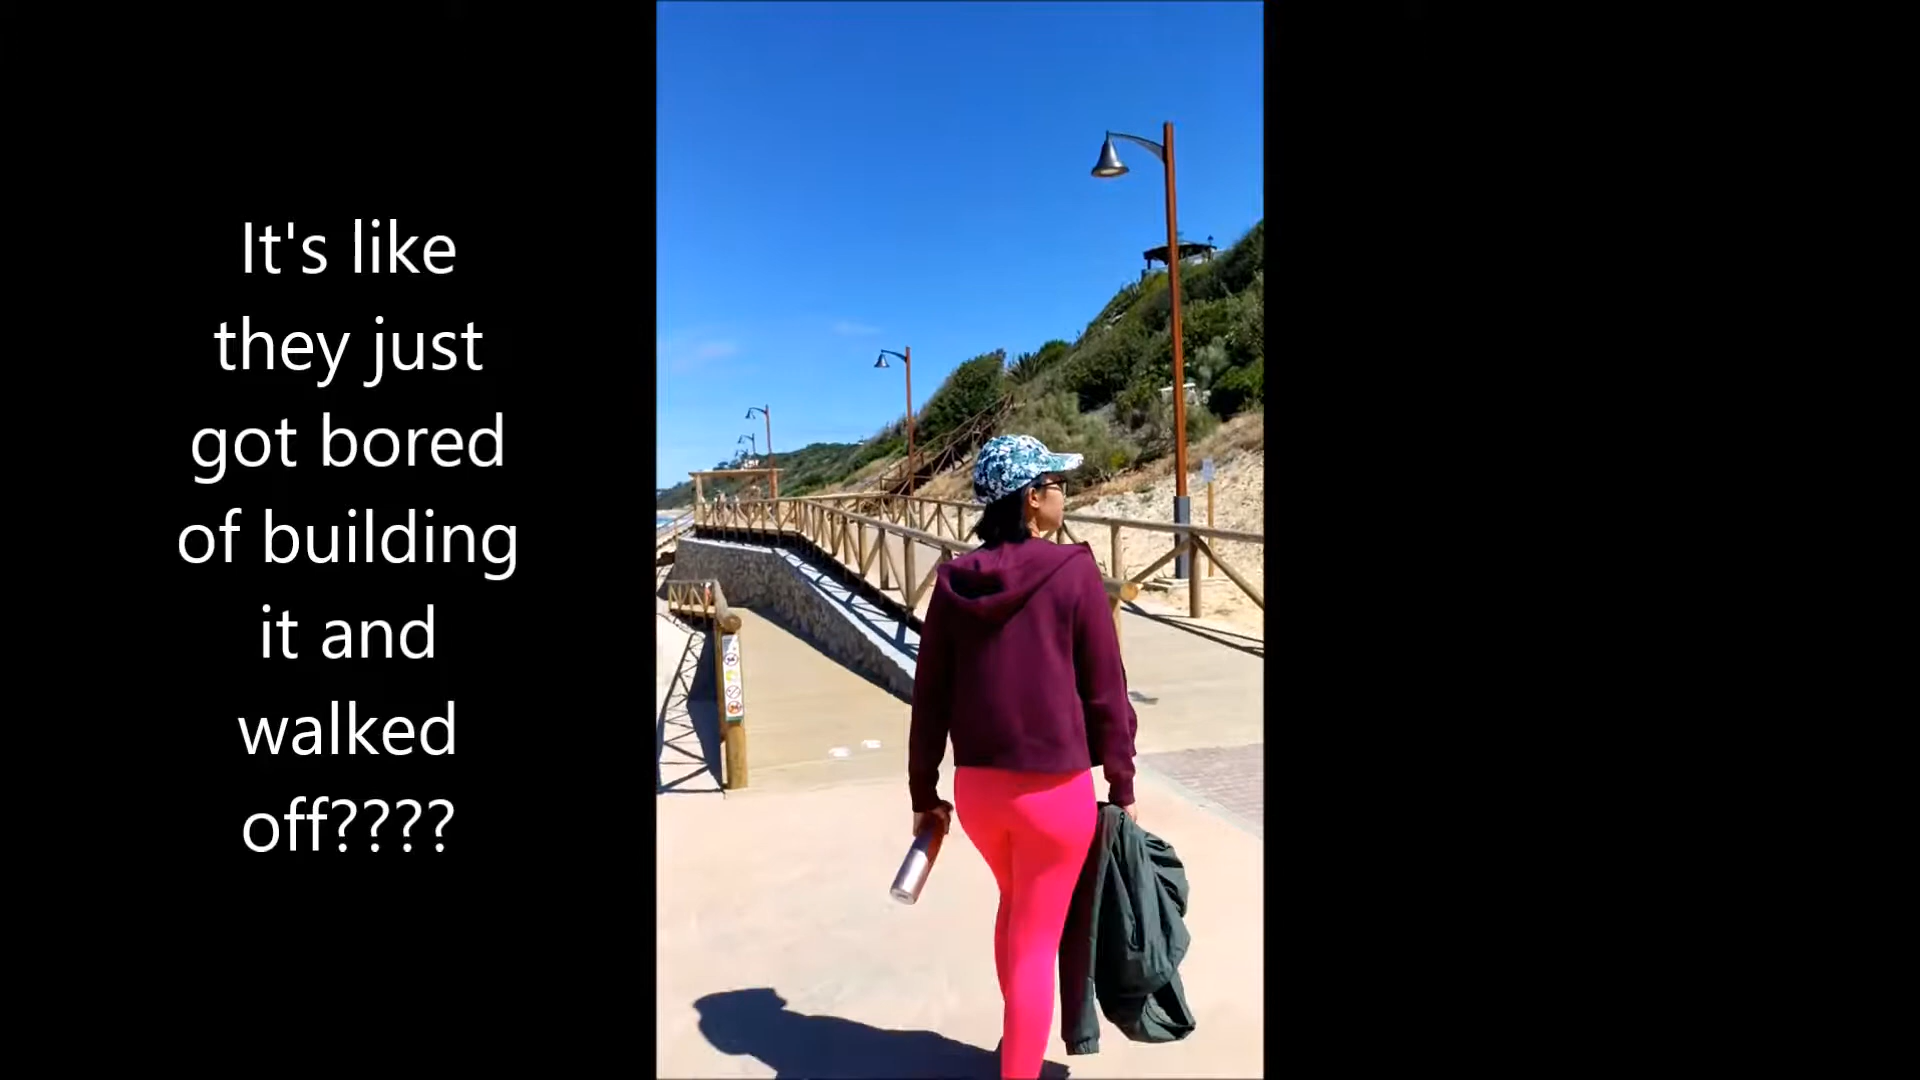 It's like
they just
got bored
of building
it and
walked
off????